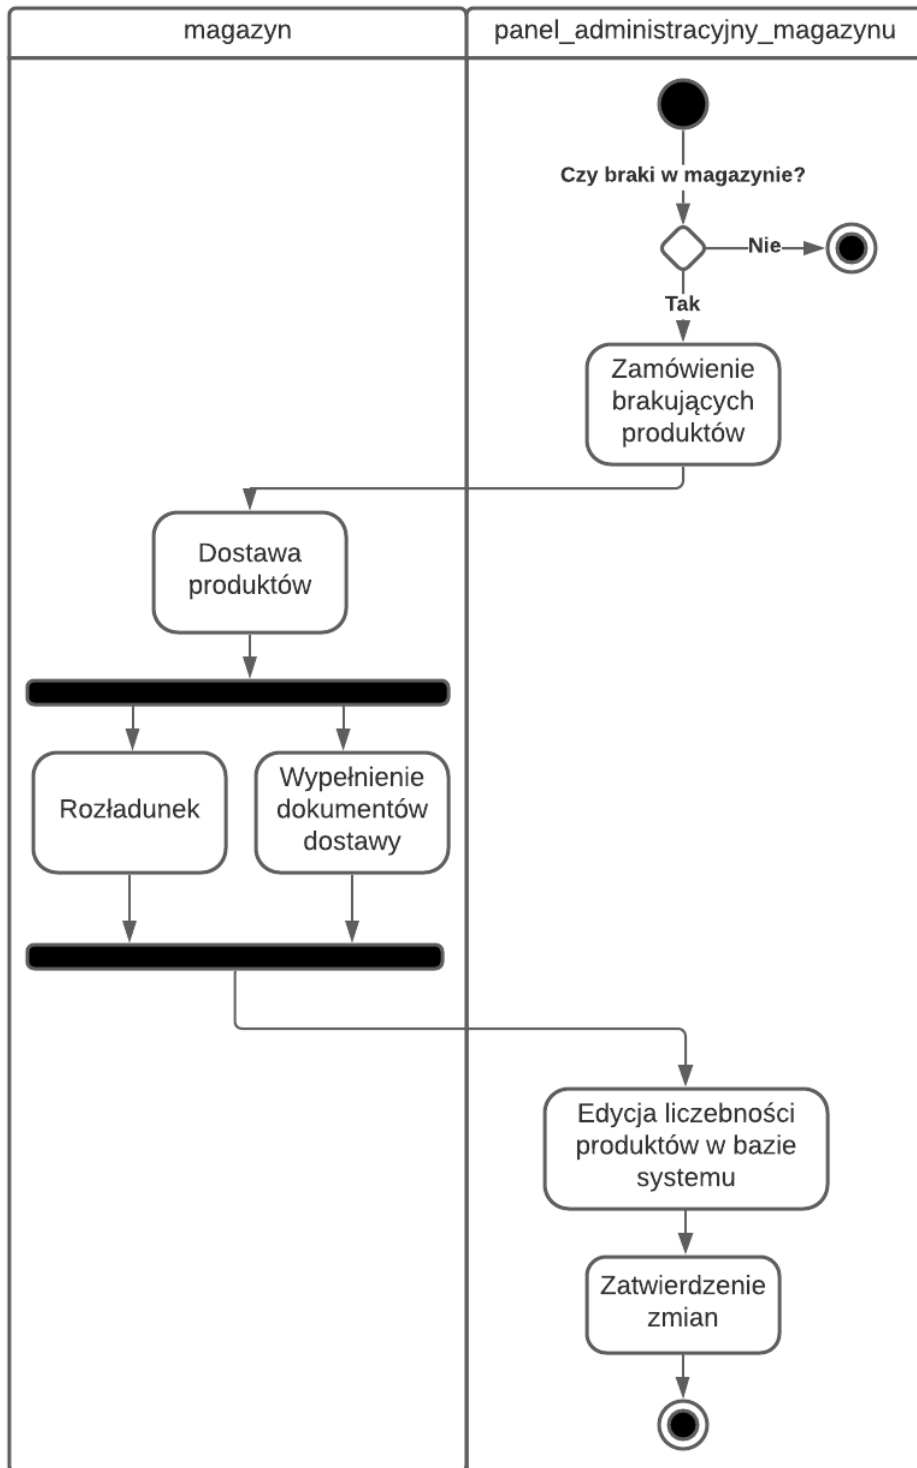 magazyn
panel_administracyjny_magazynu
Czy braki w magazynie?
Nie
Tak
Zamówienie
brakujących
produktów
Dostawa
produktów
Rozładunek
Wypełnienie
dokumentów
dostawy
Edycja liczebności
produktów w bazie
systemu
Zatwierdzenie
zmian